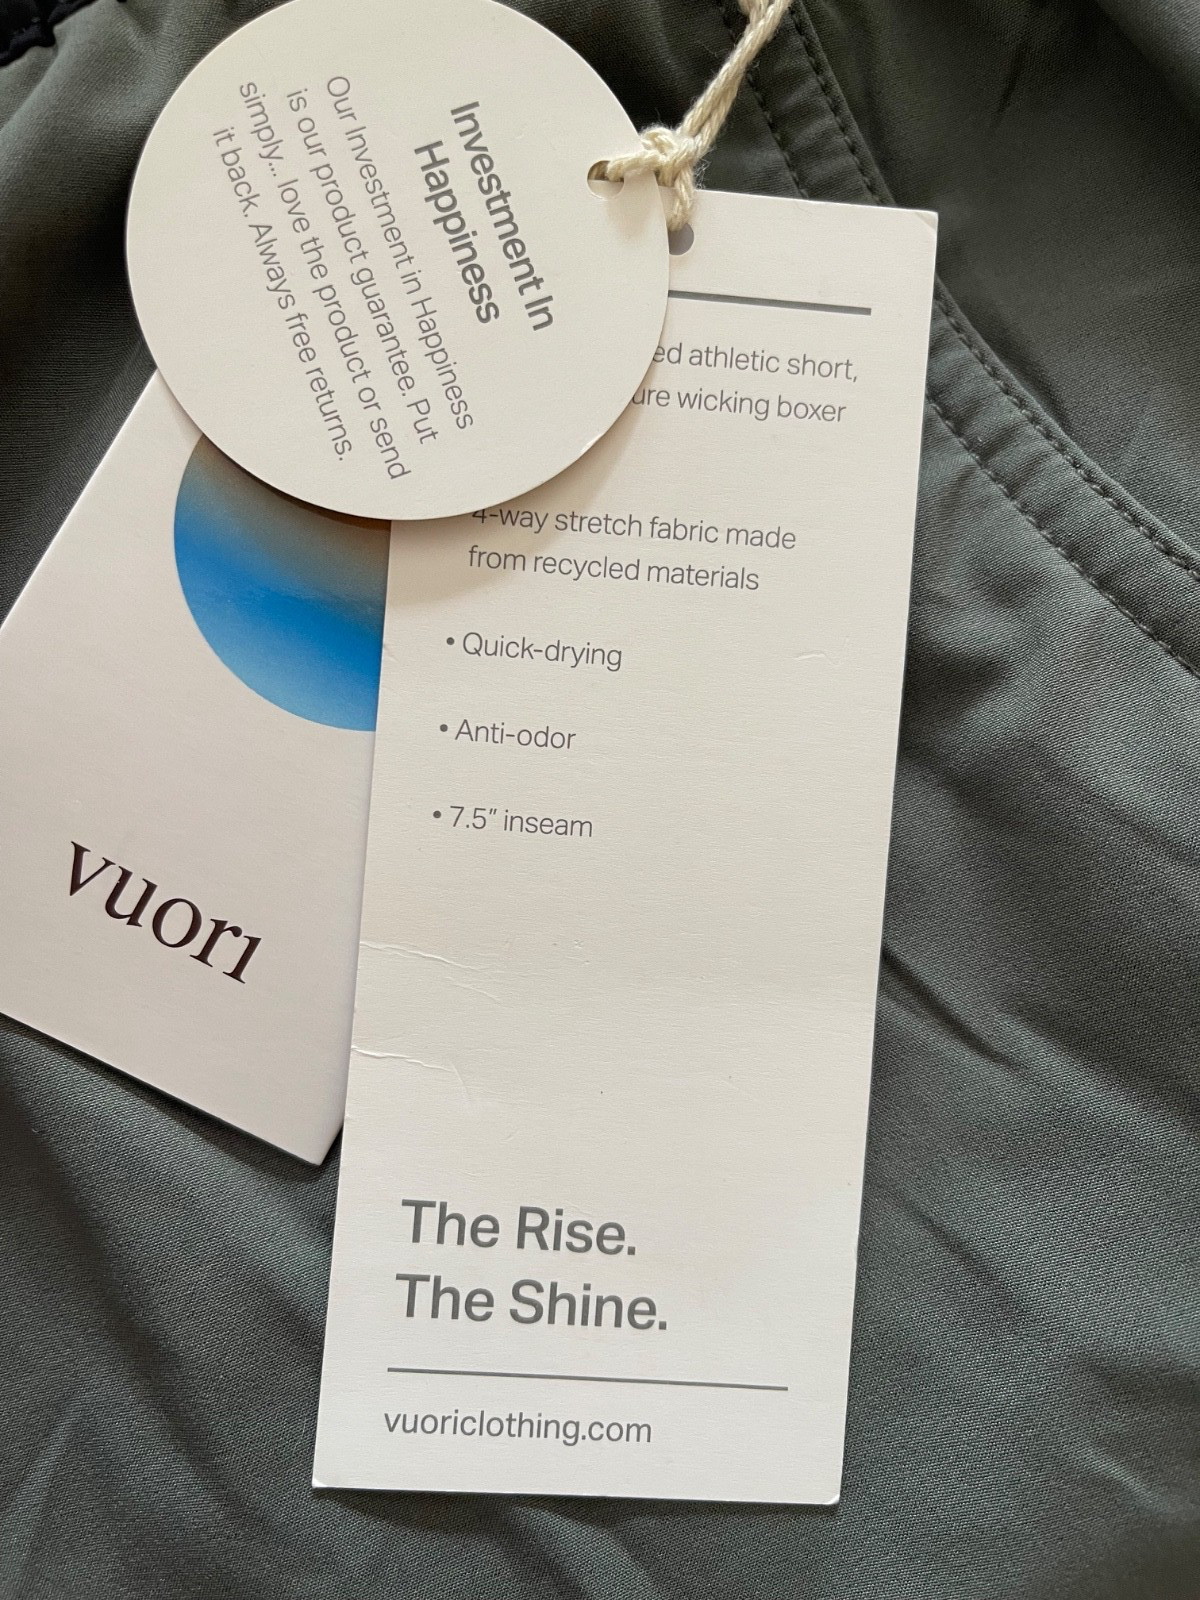 Investment In
Happiness
Our Investment in Happiness
is our product guarantee. Put
simply... love the product or send
it back. Always free returns.
athletic short,
wicking boxer
4-way stretch fabric made
from recycled materials
• Quick-drying
• Anti-odor
• 7.5" inseam
The Rise.
The Shine.
vuoriclothing.com
vuori